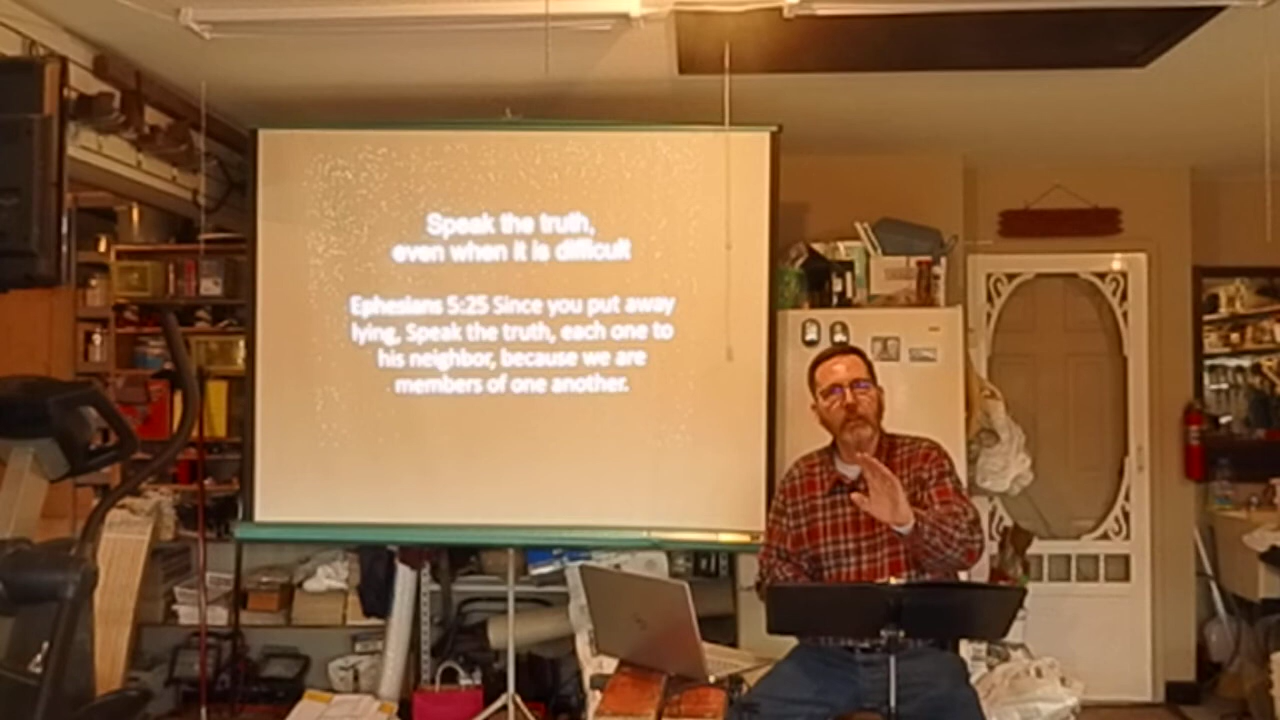 Speak the truth,
even when it is difficult
Ephesians 5:25 Since you put away
lying, Speak the truth, each one to
his neighbor, because we are
members of one another.